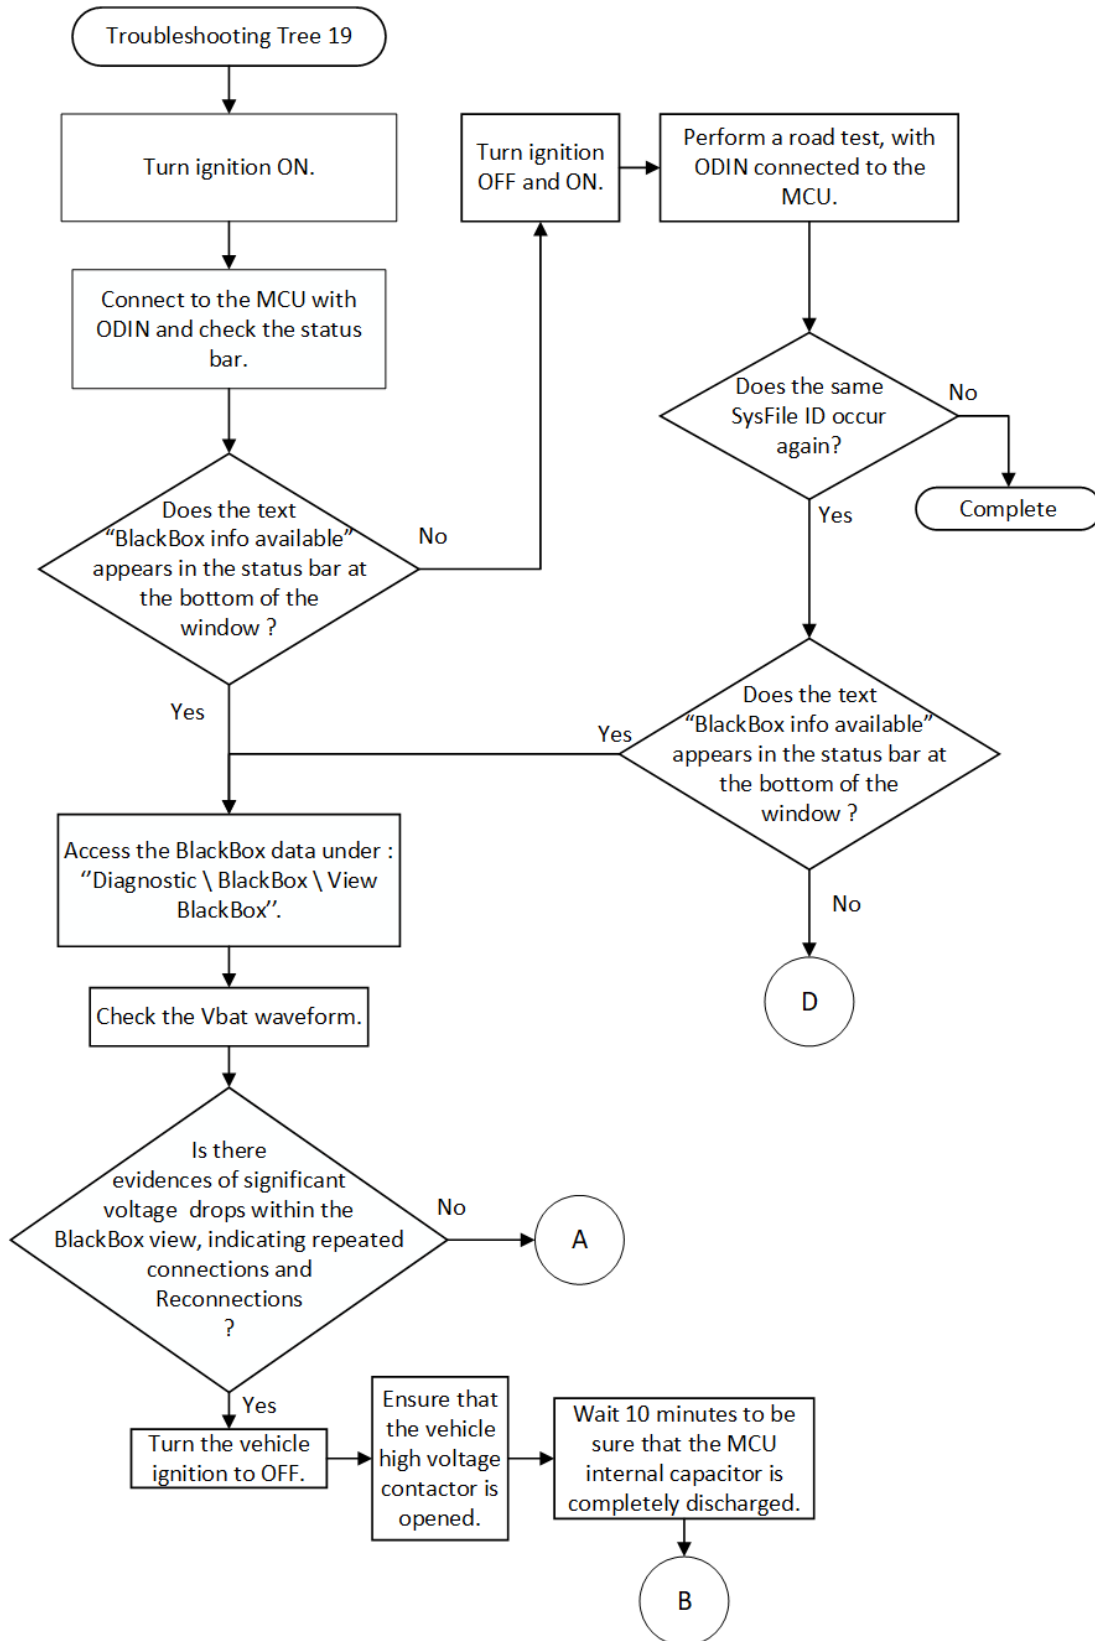 Troubleshooting Tree 19
Turn ignition ON.
Connect to the MCU with
ODIN and check the status
bar.
Does the text
“BlackBox info available”
appears in the status bar at
the bottom of the
window ?
No
Yes
Turn ignition
OFF and ON.
Perform a road test, with
ODIN connected to the
MCU.
Does the same
SysFile ID occur
again?
No
Complete
Yes
Does the text
“BlackBox info available”
appears in the status bar at
the bottom of the
window ?
Yes
No
D
Access the BlackBox data under :
“Diagnostic \ BlackBox \ View
BlackBox”.
Check the Vbat waveform.
Is there
evidences of significant
voltage drops within the
BlackBox view, indicating repeated
connections and
Reconnections
?
No
A
Yes
Turn the vehicle
ignition to OFF.
Ensure that
the vehicle
high voltage
contactor is
opened.
Wait 10 minutes to be
sure that the MCU
internal capacitor is
completely discharged.
B